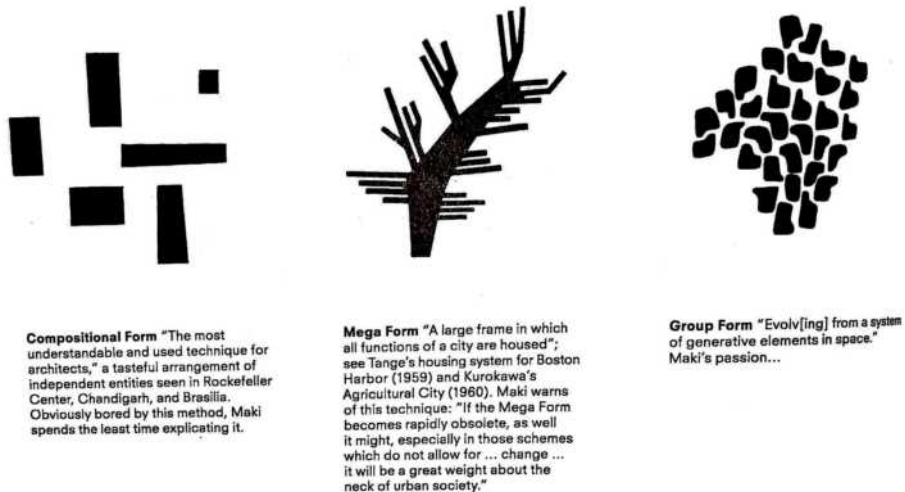 Compositional Form "The most
understandable and used technique for
architects," a tasteful arrangement of
independent entities seen in Rockefeller
Center, Chandigarh, and Brasilia.
Obviously bored by this method, Maki
spends the least time explicating it.
Mega Form "A large frame in which
all functions of a city are housed";
see Tange's housing system for Boston
Harbor (1959) and Kurokawa's
Agricultural City (1960). Maki warns
of this technique: "If the Mega Form
becomes rapidly obsolete, as well
it might, especially in those schemes
which do not allow for ... change ...
it will be a great weight about the
neck of urban society."
Group Form "Evolv[ing] from a system
of generative elements in space."
Maki's passion...